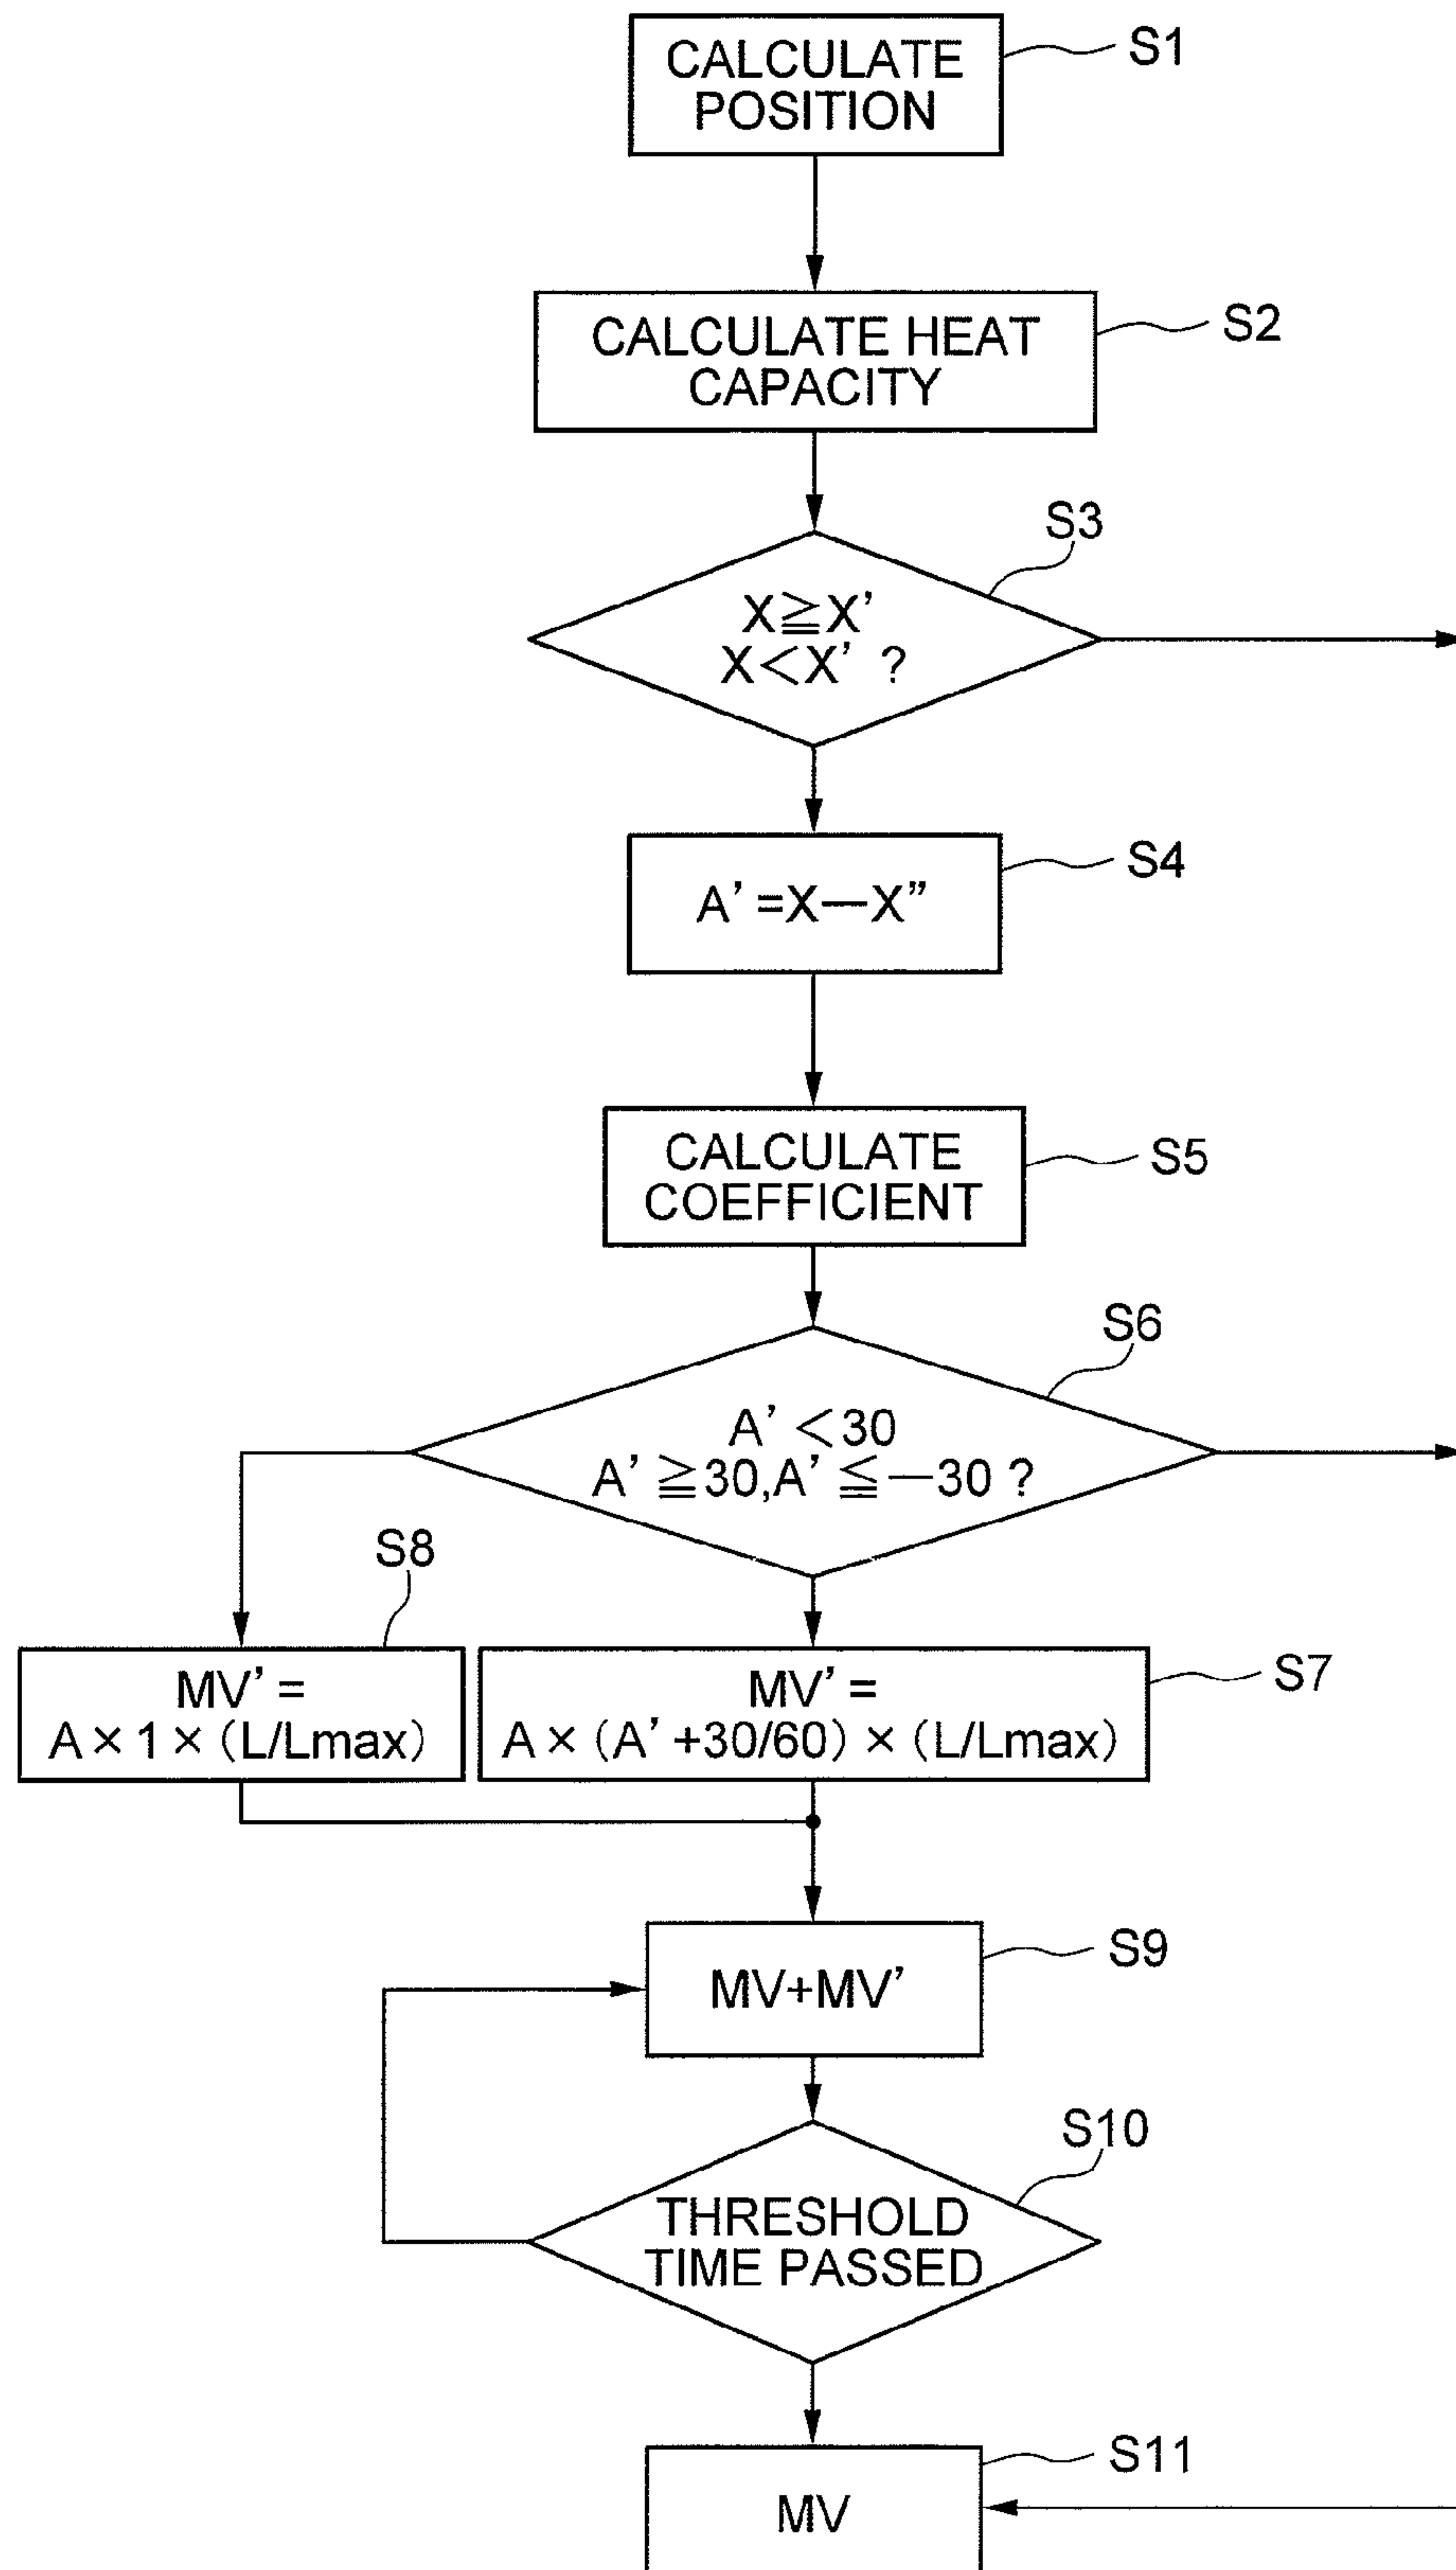 CALCULATE
POSITION
S1
CALCULATE HEAT
CAPACITY
S2
S3
X≧X'
X<X' ?
S4
A' =X—X”
CALCULATE
COEFFICIENT
S5
S6
A' <30
A' ≧30,A' ≦—30 ?
S8
MV' =
A×1×(L/Lmax)
MV' =
A×(A' +30/60)×(L/Lmax)
S7
S9
MV+MV'
S10
THRESHOLD
TIME PASSED
S11
MV